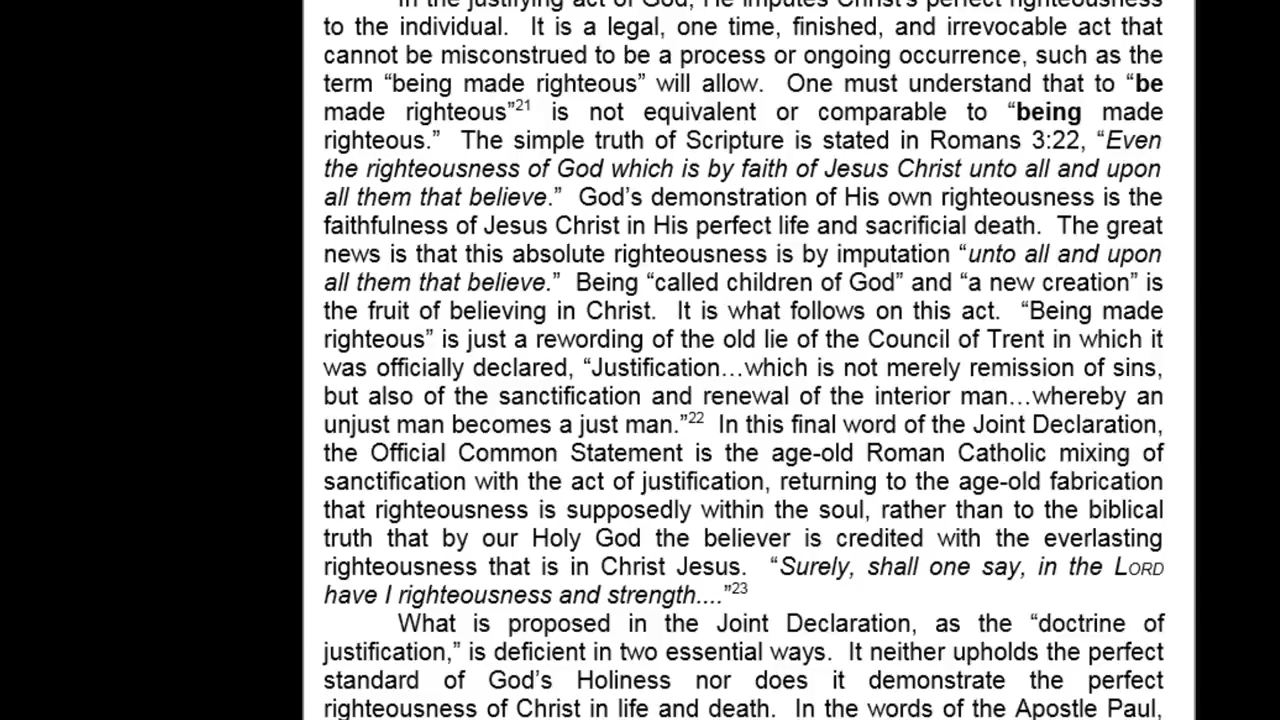 In the justifying act of God, He imputes Christ's perfect righteousness
to the individual.  It is a legal, one time, finished, and irrevocable act that
cannot be misconstrued to be a process or ongoing occurrence, such as the
term “being made righteous” will allow.  One must understand that to “be
made righteous”21 is not equivalent or comparable to “being made
righteous.”  The simple truth of Scripture is stated in Romans 3:22, “Even
the righteousness of God which is by faith of Jesus Christ unto all and upon
all them that believe.”  God’s demonstration of His own righteousness is the
faithfulness of Jesus Christ in His perfect life and sacrificial death.  The great
news is that this absolute righteousness is by imputation “unto all and upon
all them that believe.”  Being “called children of God” and “a new creation” is
the fruit of believing in Christ.  It is what follows on this act.  “Being made
righteous” is just a rewording of the old lie of the Council of Trent in which it
was officially declared, “Justification…which is not merely remission of sins,
but also of the sanctification and renewal of the interior man…whereby an
unjust man becomes a just man.”22  In this final word of the Joint Declaration,
the Official Common Statement is the age-old Roman Catholic mixing of
sanctification with the act of justification, returning to the age-old fabrication
that righteousness is supposedly within the soul, rather than to the biblical
truth that by our Holy God the believer is credited with the everlasting
righteousness that is in Christ Jesus.  “Surely, shall one say, in the LORD
have I righteousness and strength....”23
What is proposed in the Joint Declaration, as the “doctrine of
justification,” is deficient in two essential ways.  It neither upholds the perfect
standard of God’s Holiness nor does it demonstrate the perfect
righteousness of Christ in life and death.  In the words of the Apostle Paul,